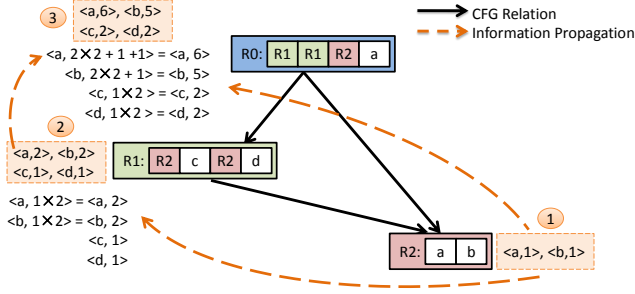 3
<a,6>, <b,5>
<c,2>, <d,2>
CFG Relation
Information Propagation
<a, 2×2 + 1 +1> = <a, 6>
<b, 2×2 + 1> = <b, 5>
<c, 1×2 > = <c, 2>
<d, 1×2 > = <d, 2>
R0: R1 R1 R2 a
2
<a,2>, <b,2>
<c,1>, <d,1>
R1: R2 c R2 d
<a, 1×2> = <a, 2>
<b, 1×2> = <b, 2>
<c, 1>
<d, 1>
1
R2: a b
<a,1>, <b,1>